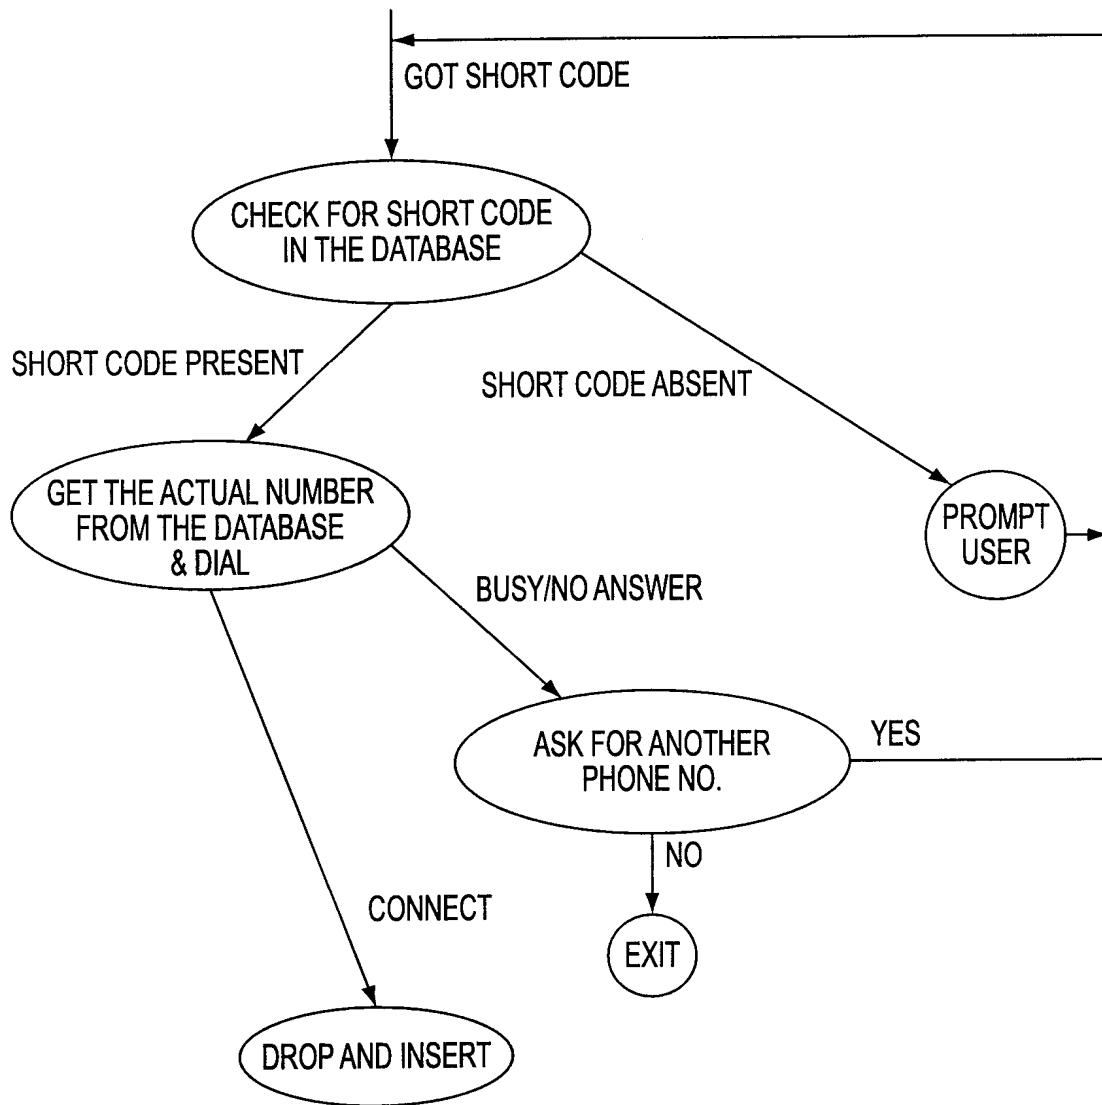 GOT SHORT CODE
CHECK FOR SHORT CODE
IN THE DATABASE
SHORT CODE PRESENT
SHORT CODE ABSENT
GET THE ACTUAL NUMBER
FROM THE DATABASE
& DIAL
PROMPT
USER
BUSY/NO ANSWER
ASK FOR ANOTHER
PHONE NO.
YES
NO
CONNECT
EXIT
DROP AND INSERT